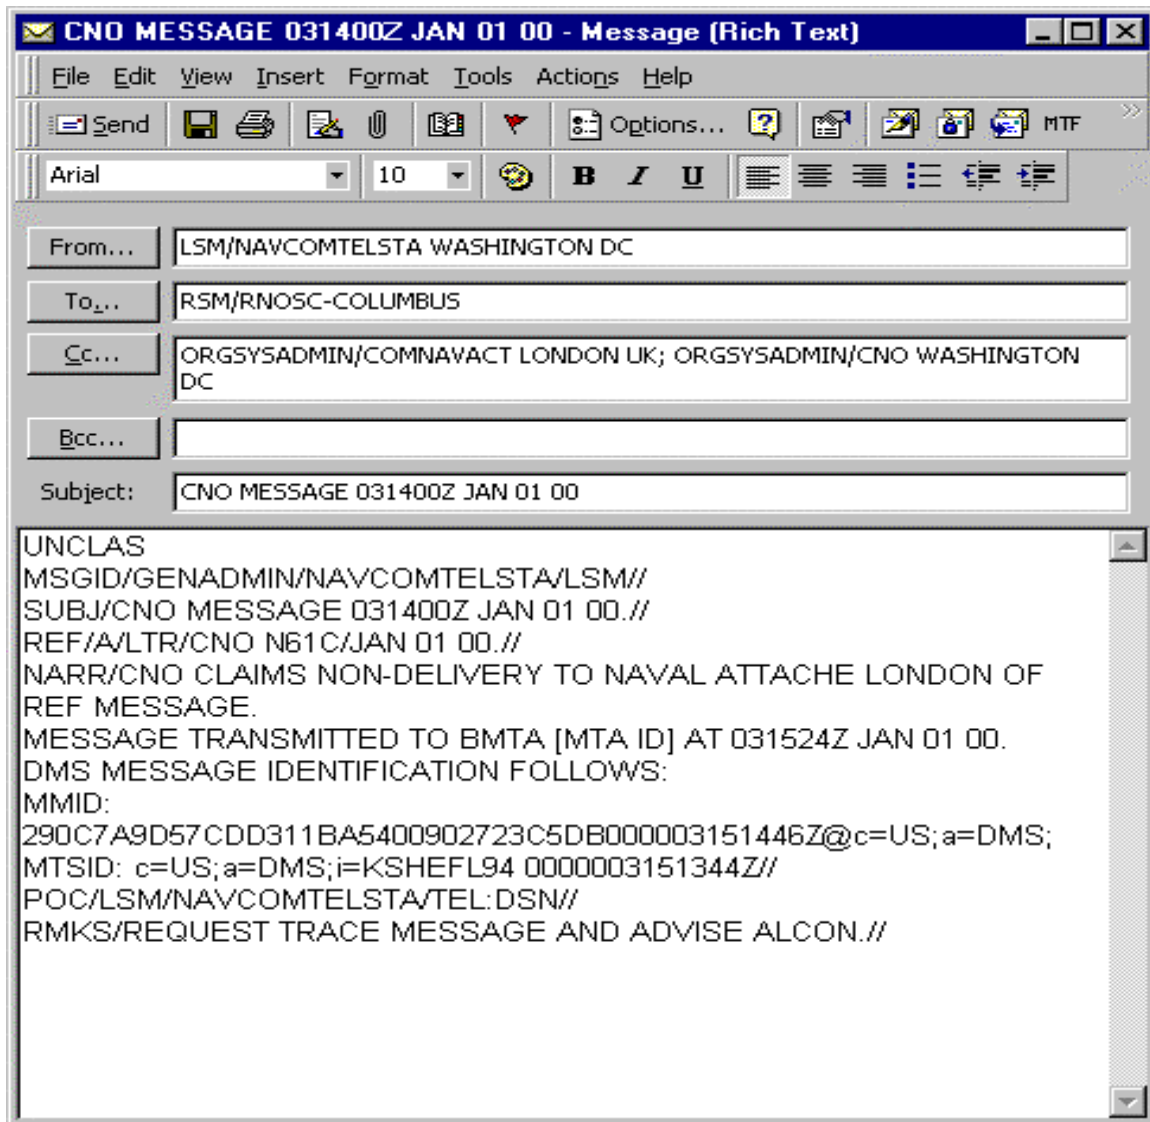 CNO MESSAGE 031400Z JAN 01 00 - Message (Rich Text)
File Edit View Insert Format Tools Actions Help
Send Options... MTF
Arial 10 B I U
From... LSM/NAVCOMTELSTA WASHINGTON DC
To... RSM/RNOSC-COLUMBUS
Cc... ORGSYSADMIN/COMNAVACT LONDON UK; ORGSYSADMIN/CNO WASHINGTON
DC
Bcc...
Subject: CNO MESSAGE 031400Z JAN 01 00
UNCLAS
MSGID/GENADMIN/NAVCOMTELSTA/LSM//
SUBJ/CNO MESSAGE 031400Z JAN 01 00.//
REF/A/LTR/CNO N61C/JAN 01 00.//
NARR/CNO CLAIMS NON-DELIVERY TO NAVAL ATTACHE LONDON OF
REF MESSAGE.
MESSAGE TRANSMITTED TO BMTA [MTA ID] AT 031524Z JAN 01 00.
DMS MESSAGE IDENTIFICATION FOLLOWS:
MMID:
290C7A9D57CDD311BA5400902723C5DB000003151446Z@c=US;a=DMS;
MTSID: c=US;a=DMS;i=KSHEFL94 0000003151344Z//
POC/LSM/NAVCOMTELSTA/TEL:DSN//
RMKS/REQUEST TRACE MESSAGE AND ADVISE ALCON.//